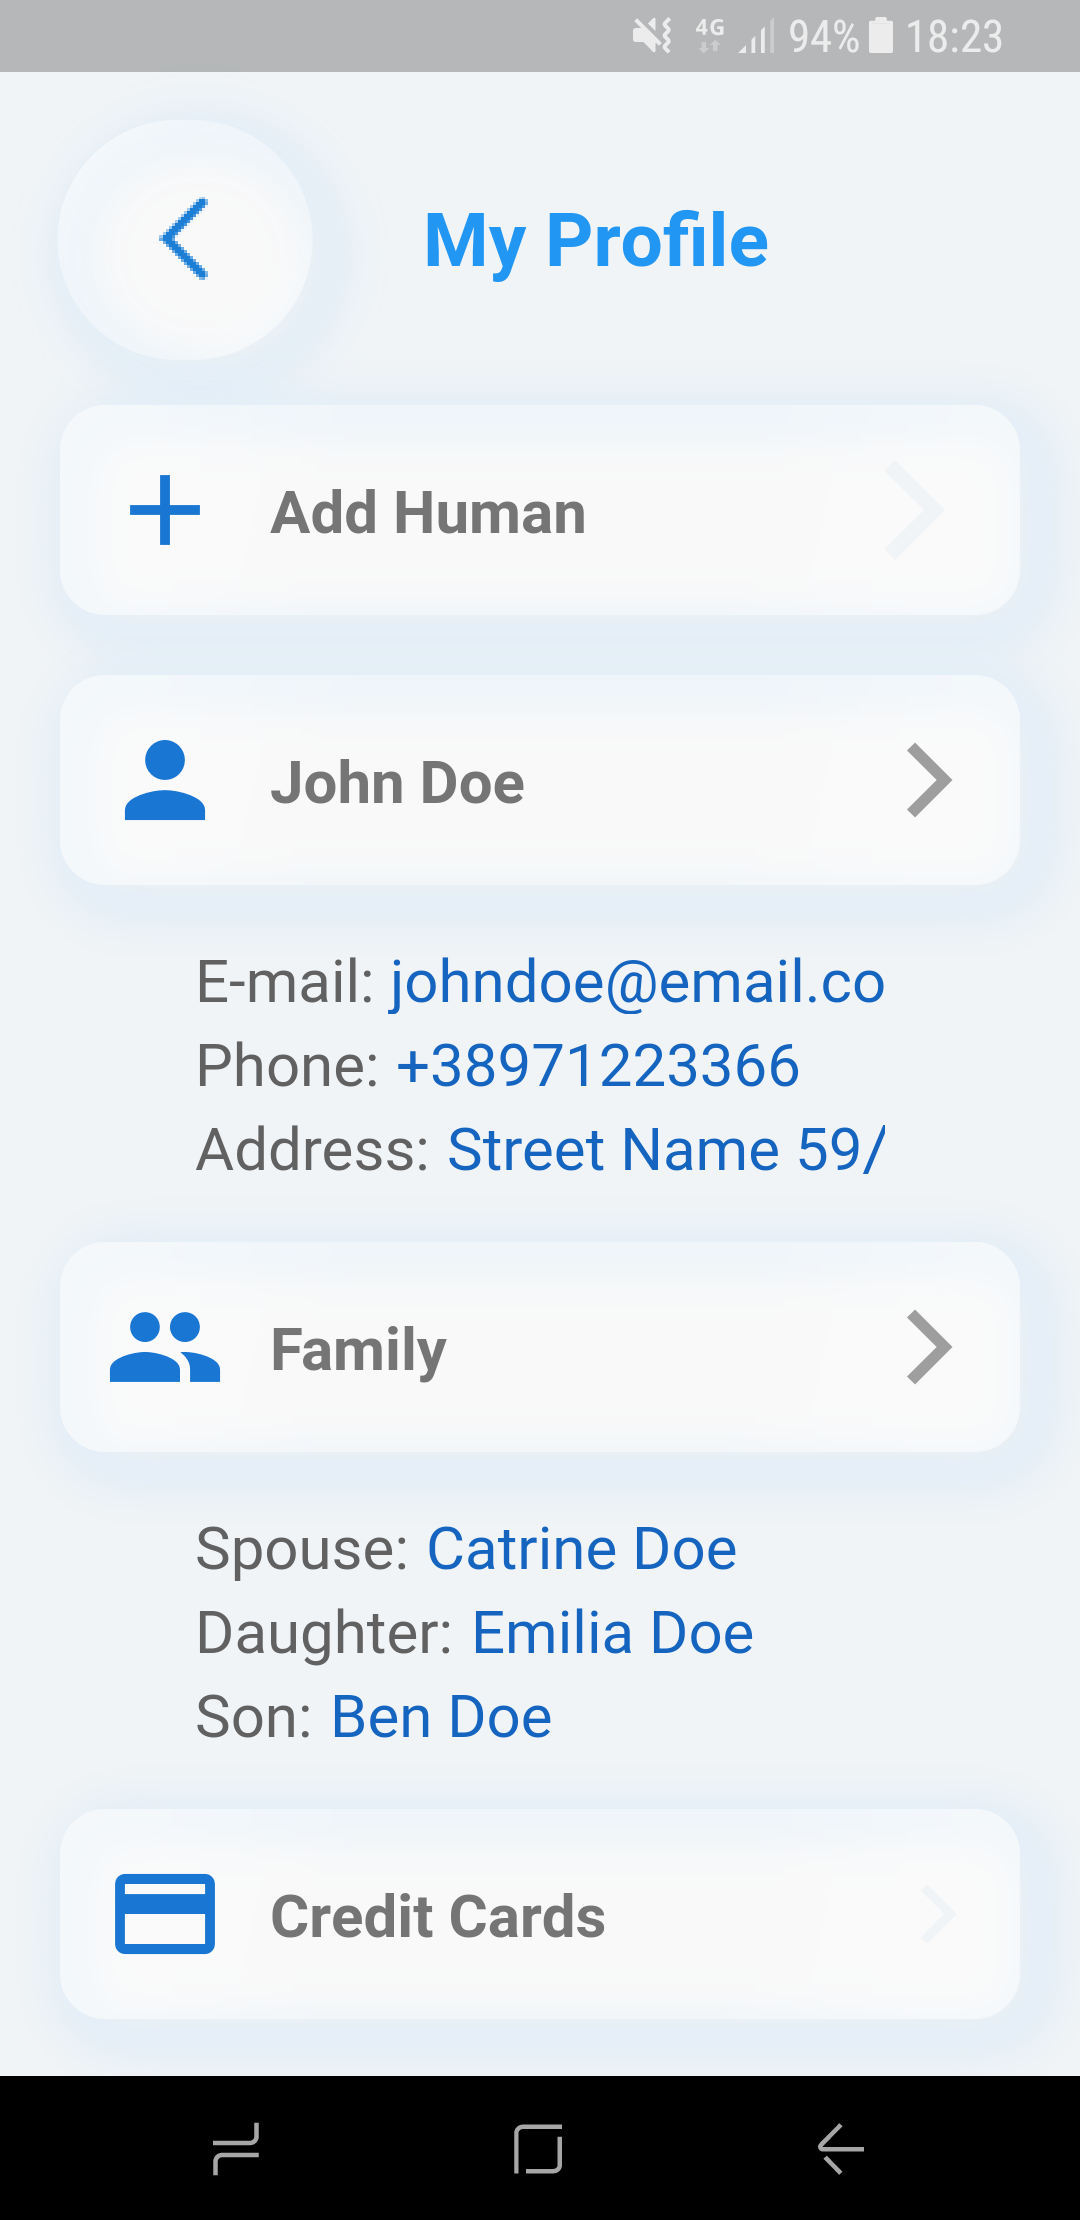 4G 94% 18:23
My Profile
Add Human
John Doe
E-mail: johndoe@email.co
Phone: +38971223366
Address: Street Name 59/
Family
Spouse: Catrine Doe
Daughter: Emilia Doe
Son: Ben Doe
Credit Cards